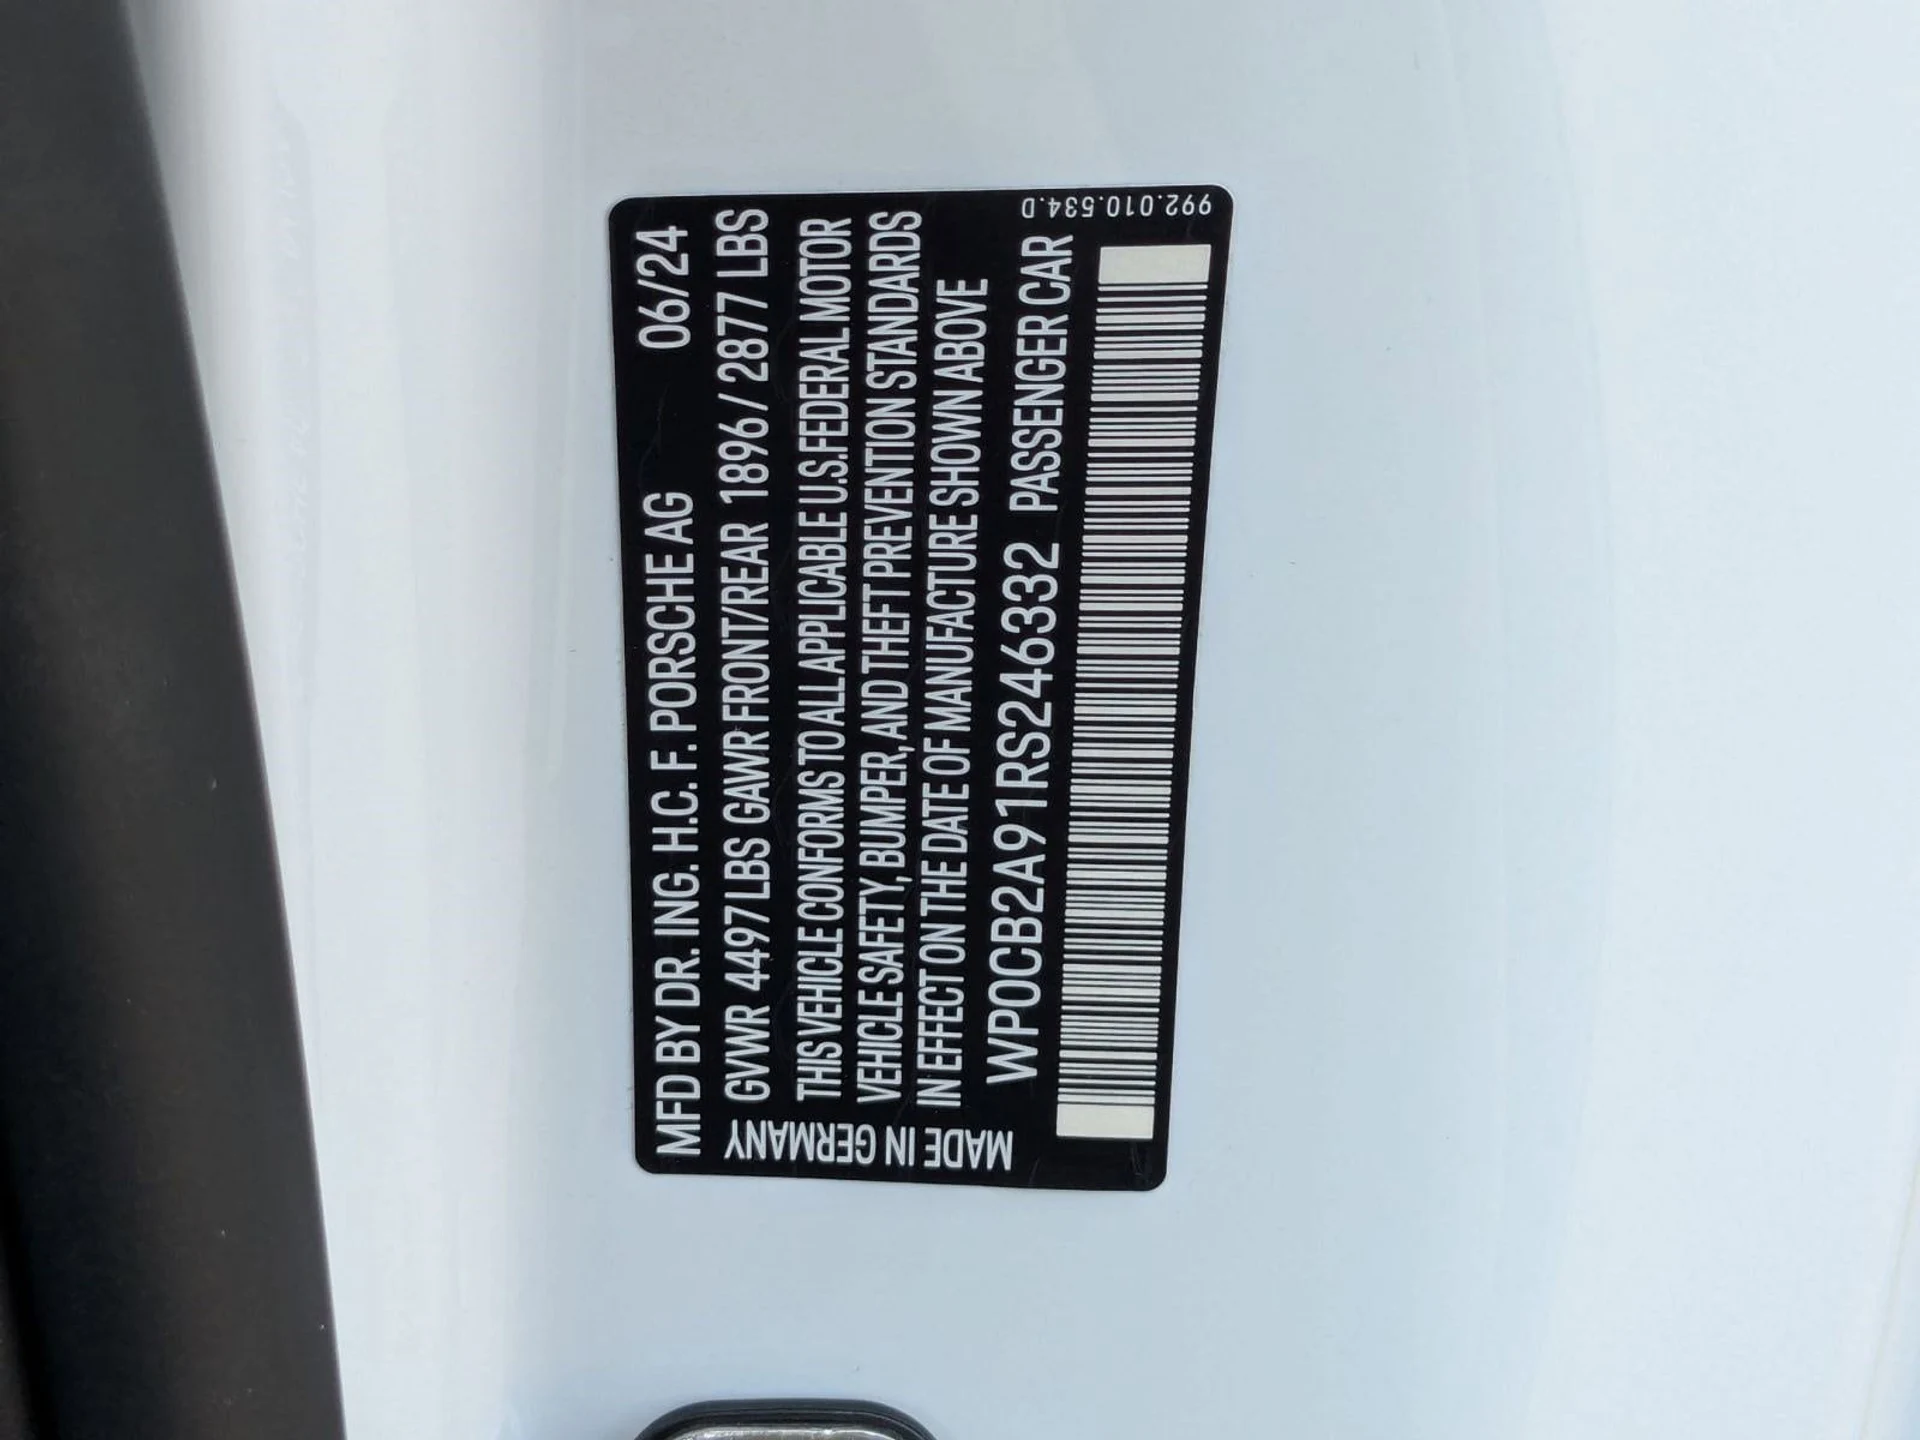 MFD BY DR. ING. H.C. F. PORSCHE AG 06/24
GVWR 4497 LBS GAWR FRONT/REAR 1896 / 2877 LBS
THIS VEHICLE CONFORMS TO ALL APPLICABLE U.S. FEDERAL MOTOR
VEHICLE SAFETY, BUMPER, AND THEFT PREVENTION STANDARDS
IN EFFECT ON THE DATE OF MANUFACTURE SHOWN ABOVE
WP0CB2A91RS246332 PASSENGER CAR
MADE IN GERMANY
992.010.534.D